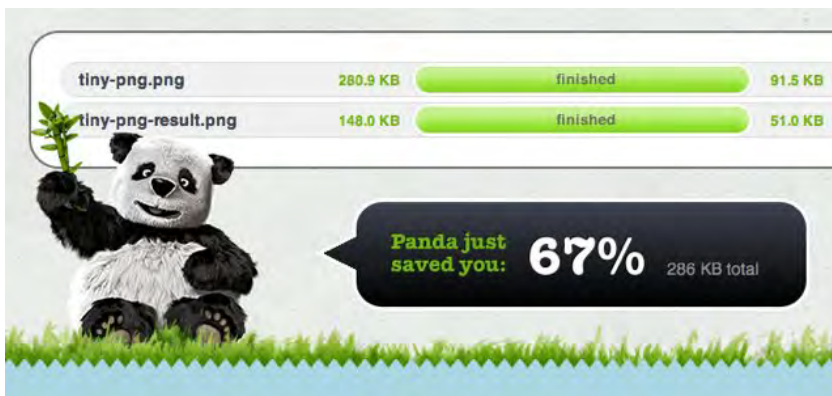 tiny-png.png 280.9 KB finished 91.5 KB
tiny-png-result.png 148.0 KB finished 51.0 KB
Panda just
saved you: 67% 286 KB total